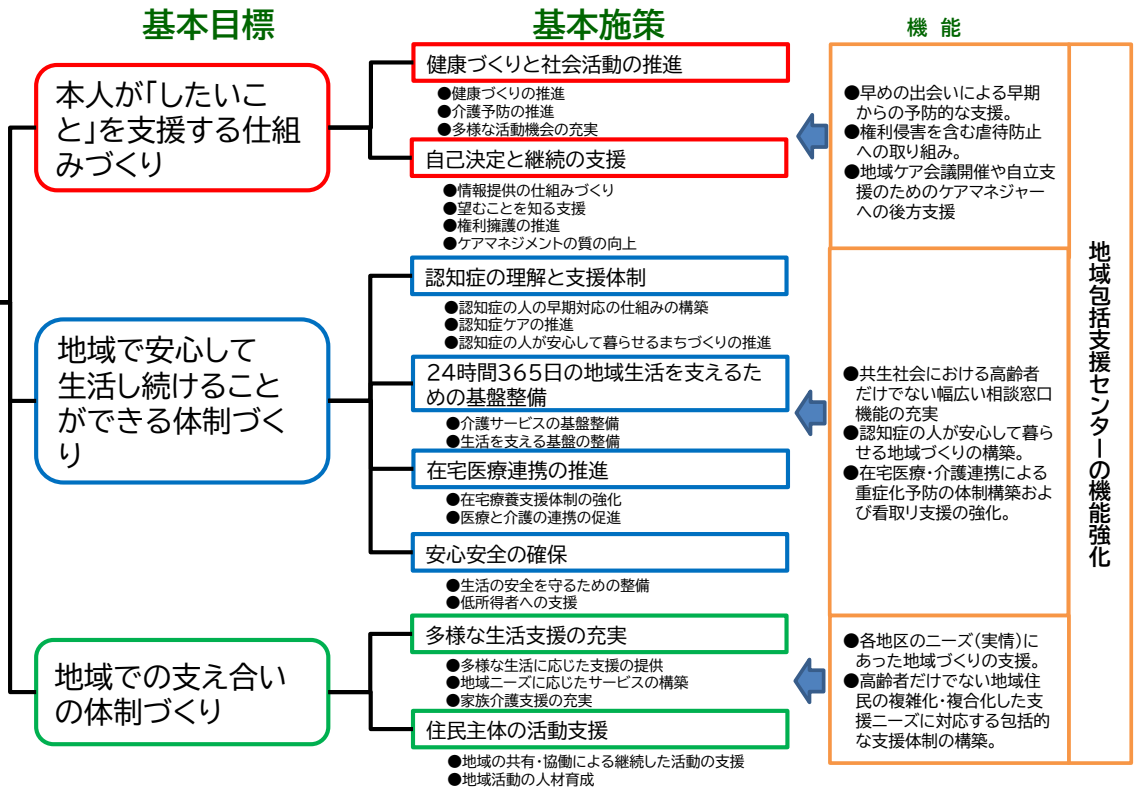 基本目標
基本施策
機 能
本人が「したいこ
と」を支援する仕組
みづくり
健康づくりと社会活動の推進
●健康づくりの推進
●介護予防の推進
●多様な活動機会の充実
自己決定と継続の支援
●情報提供の仕組みづくり
●望むことを知る支援
●権利擁護の推進
●ケアマネジメントの質の向上
●早めの出会いによる早期
からの予防的な支援。
●権利侵害を含む虐待防止
への取り組み。
●地域ケア会議開催や自立支
援のためのケアマネジャー
への後方支援
地域で安心して
生活し続けること
ができる体制づく
り
認知症の理解と支援体制
●認知症の人の早期対応の仕組みの構築
●認知症ケアの推進
●認知症の人が安心して暮らせるまちづくりの推進
24時間365日の地域生活を支えるた
めの基盤整備
●介護サービスの基盤整備
●生活を支える基盤の整備
在宅医療連携の推進
●在宅療養支援体制の強化
●医療と介護の連携の促進
安心安全の確保
●生活の安全を守るための整備
●低所得者への支援
●共生社会における高齢者
だけでない幅広い相談窓口
機能の充実
●認知症の人が安心して暮ら
せる地域づくりの構築。
●在宅医療・介護連携による
重症化予防の体制構築およ
び看取り支援の強化。
地域での支え合い
の体制づくり
多様な生活支援の充実
●多様な生活に応じた支援の提供
●地域ニーズに応じたサービスの構築
●家族介護支援の充実
住民主体の活動支援
●地域の共有・協働による継続した活動の支援
●地域活動の人材育成
●各地区のニーズ(実情)に
あった地域づくりの支援。
●高齢者だけでない地域住
民の複雑化・複合化した支
援ニーズに対応する包括的
な支援体制の構築。
地域包括支援センターの機能強化